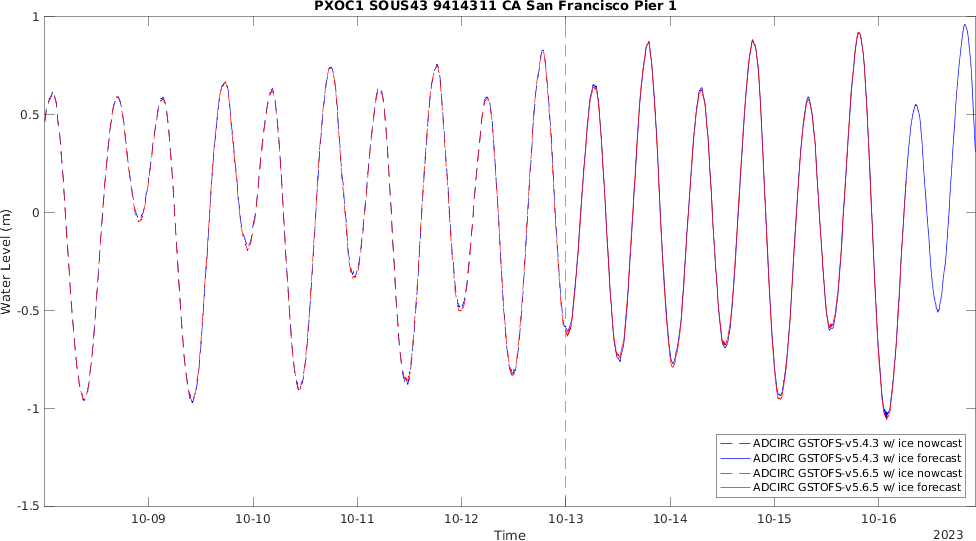 PXOC1 SOUS43 9414311 CA San Francisco Pier 1
Water Level (m)
1
0.5
0
-0.5
-1
-1.5
ADCIRC GSTOFS-v5.4.3 w/ ice nowcast
ADCIRC GSTOFS-v5.4.3 w/ ice forecast
ADCIRC GSTOFS-v5.6.5 w/ ice nowcast
ADCIRC GSTOFS-v5.6.5 w/ ice forecast
10-09 10-10 10-11 10-12 10-13 10-14 10-15 10-16
Time
2023